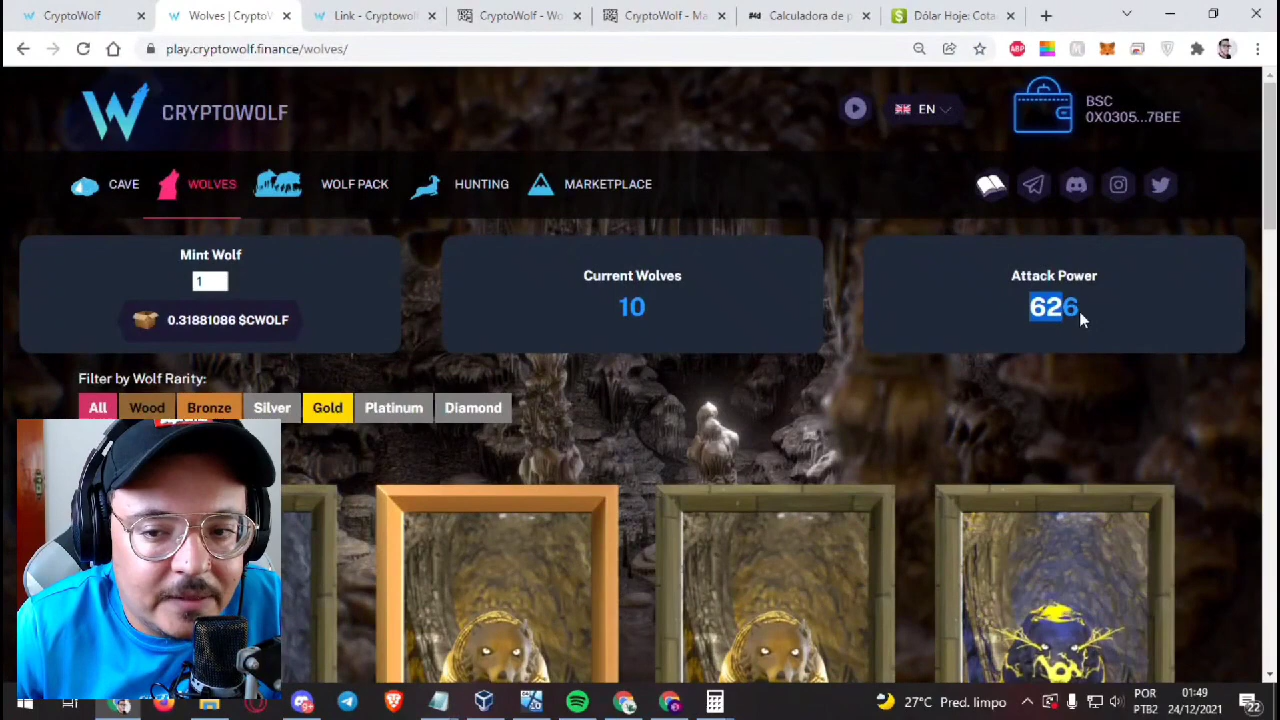 CryptoWolf
Wolves | CryptoV
Link - Cryptowol
CryptoWolf - Wo
CryptoWolf - Ma
Calculadora de p
Dólar Hoje: Cota
play.cryptowolf.finance/wolves/
ABP
W CRYPTOWOLF
EN
BSC
0X0305...7BEE
CAVE
WOLVES
WOLF PACK
HUNTING
MARKETPLACE
Mint Wolf
1
0.31881086 $CWOLF
Current Wolves
10
Attack Power
626
Filter by Wolf Rarity:
All
Wood
Bronze
Silver
Gold
Platinum
Diamond
27°C Pred. limpo
POR
PTB2
01:49
24/12/2021
22